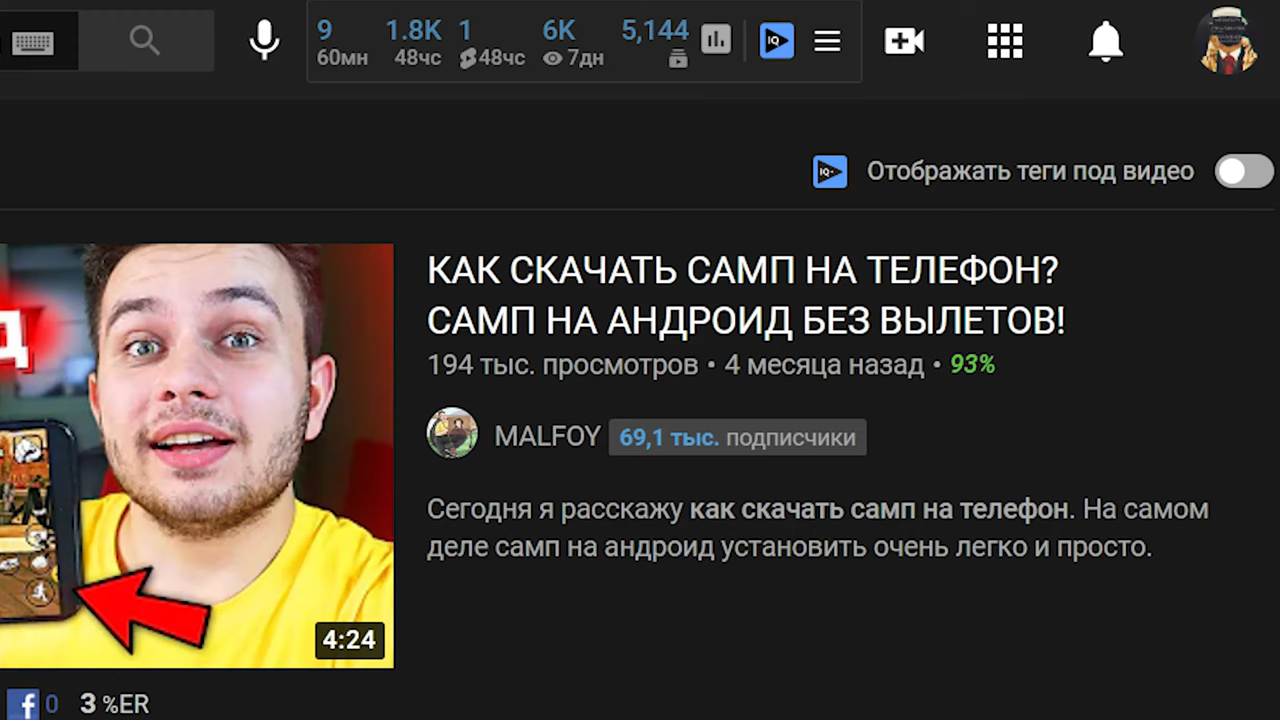 9 1.8K 1 6K 5,144
60мн 48чс 48чс 7дн
IQ
IQ
Отображать теги под видео
КАК СКАЧАТЬ САМП НА ТЕЛЕФОН?
САМП НА АНДРОИД БЕЗ ВЫЛЕТОВ!
194 тыс. просмотров • 4 месяца назад • 93%
MALFOY 69,1 тыс. подписчики
Сегодня я расскажу как скачать самп на телефон. На самом
деле самп на андроид установить очень легко и просто.
Д
4:24
f 0 3 %ER